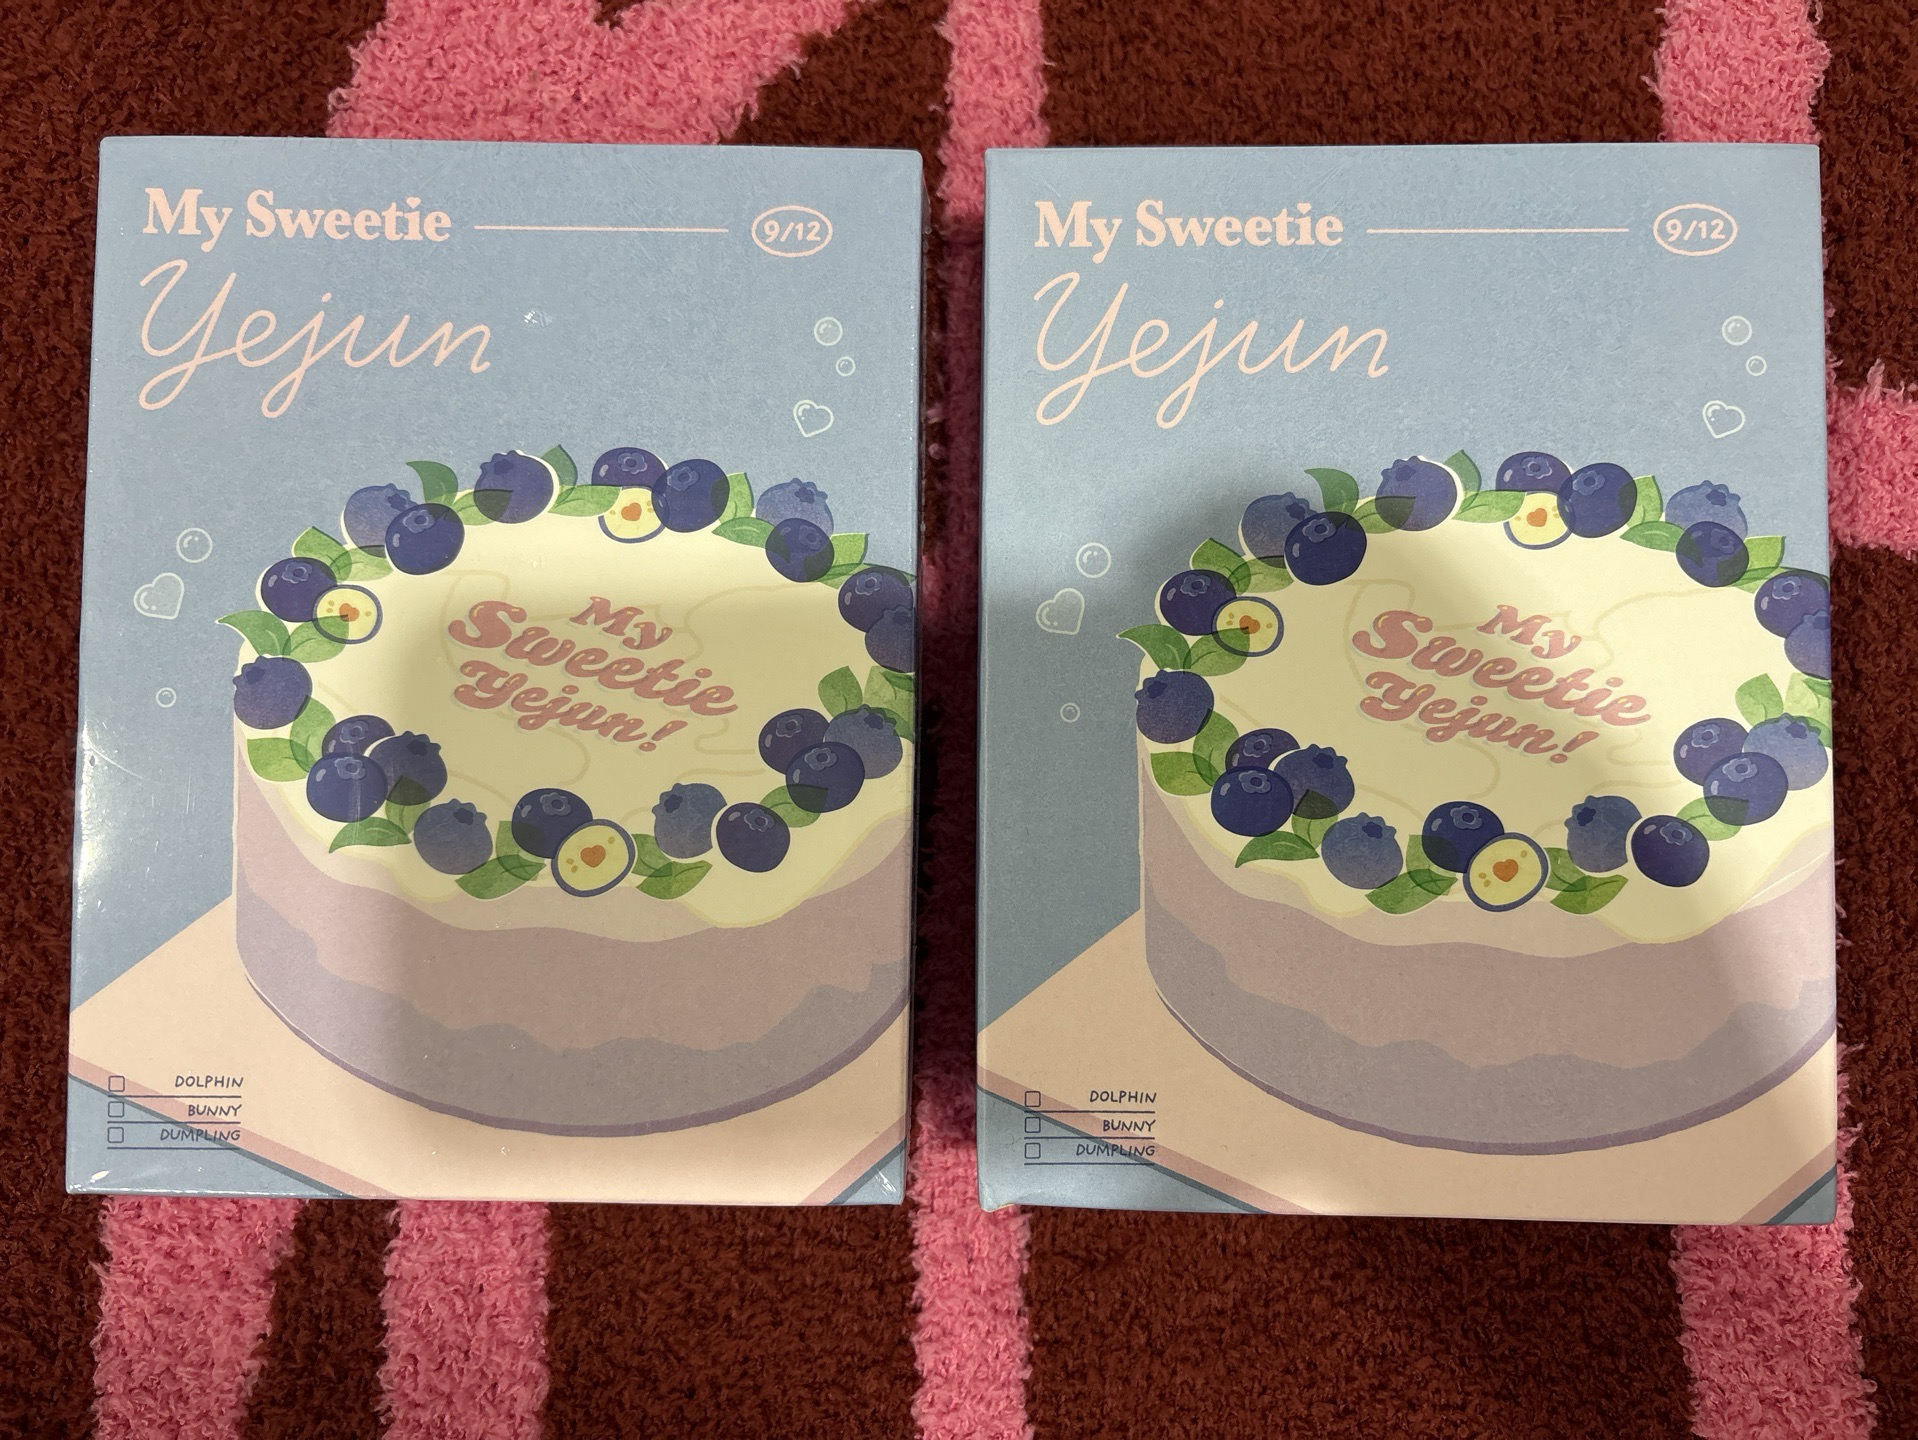 My Sweetie 9/12
Yejun
My
Sweetie
Yejun!
DOLPHIN
BUNNY
DUMPLING
My Sweetie 9/12
Yejun
My
Sweetie
Yejun!
DOLPHIN
BUNNY
DUMPLING